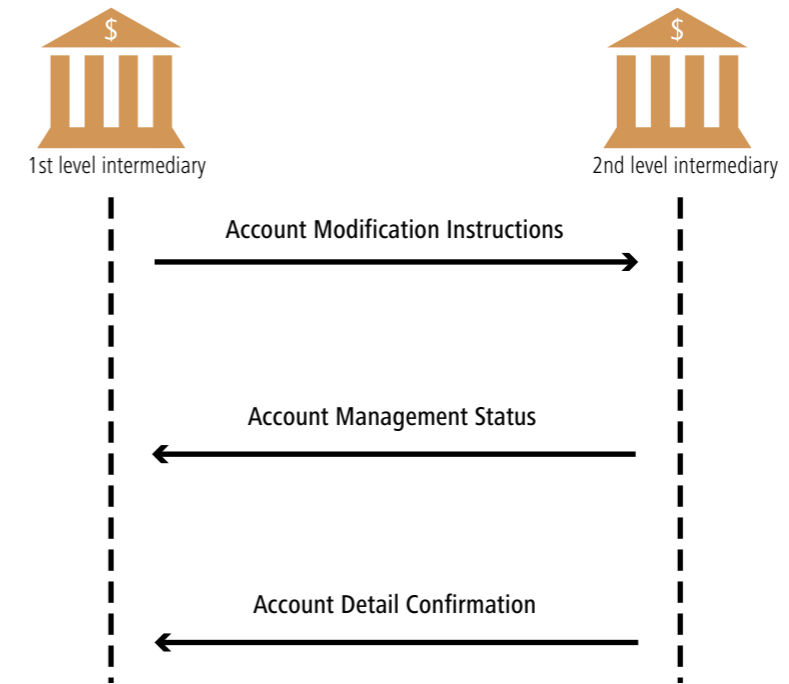 $
$
1st level intermediary
2nd level intermediary
Account Modification Instructions
Account Management Status
Account Detail Confirmation